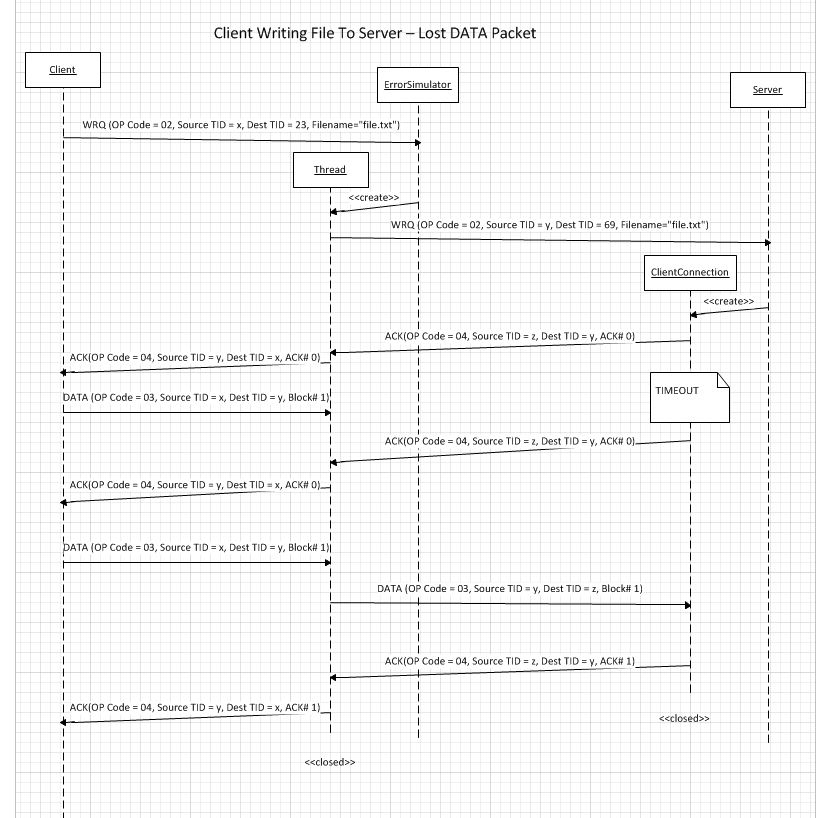 Client Writing File To Server – Lost DATA Packet
Client
ErrorSimulator
Server
WRQ (OP Code = 02, Source TID = x, Dest TID = 23, Filename="file.txt")
Thread
<<create>>
WRQ (OP Code = 02, Source TID = y, Dest TID = 69, Filename="file.txt")
ClientConnection
<<create>>
ACK(OP Code = 04, Source TID = z, Dest TID = y, ACK# 0)
ACK(OP Code = 04, Source TID = y, Dest TID = x, ACK# 0)
TIMEOUT
DATA (OP Code = 03, Source TID = x, Dest TID = y, Block# 1)
ACK(OP Code = 04, Source TID = z, Dest TID = y, ACK# 0)
ACK(OP Code = 04, Source TID = y, Dest TID = x, ACK# 0)
DATA (OP Code = 03, Source TID = x, Dest TID = y, Block# 1)
DATA (OP Code = 03, Source TID = y, Dest TID = z, Block# 1)
ACK(OP Code = 04, Source TID = z, Dest TID = y, ACK# 1)
ACK(OP Code = 04, Source TID = y, Dest TID = x, ACK# 1)
<<closed>>
<<closed>>